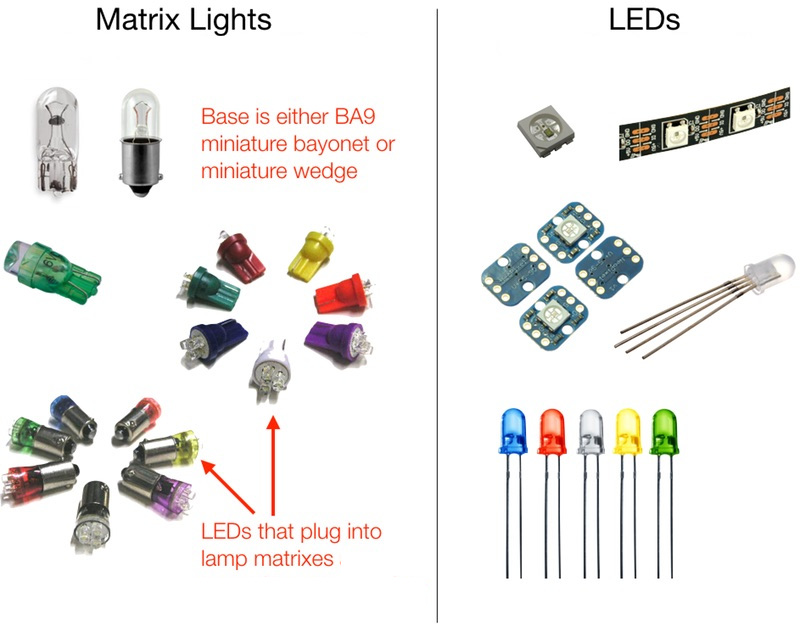 Matrix Lights
LEDs
Base is either BA9
miniature bayonet or
miniature wedge
LEDs that plug into
lamp matrixes